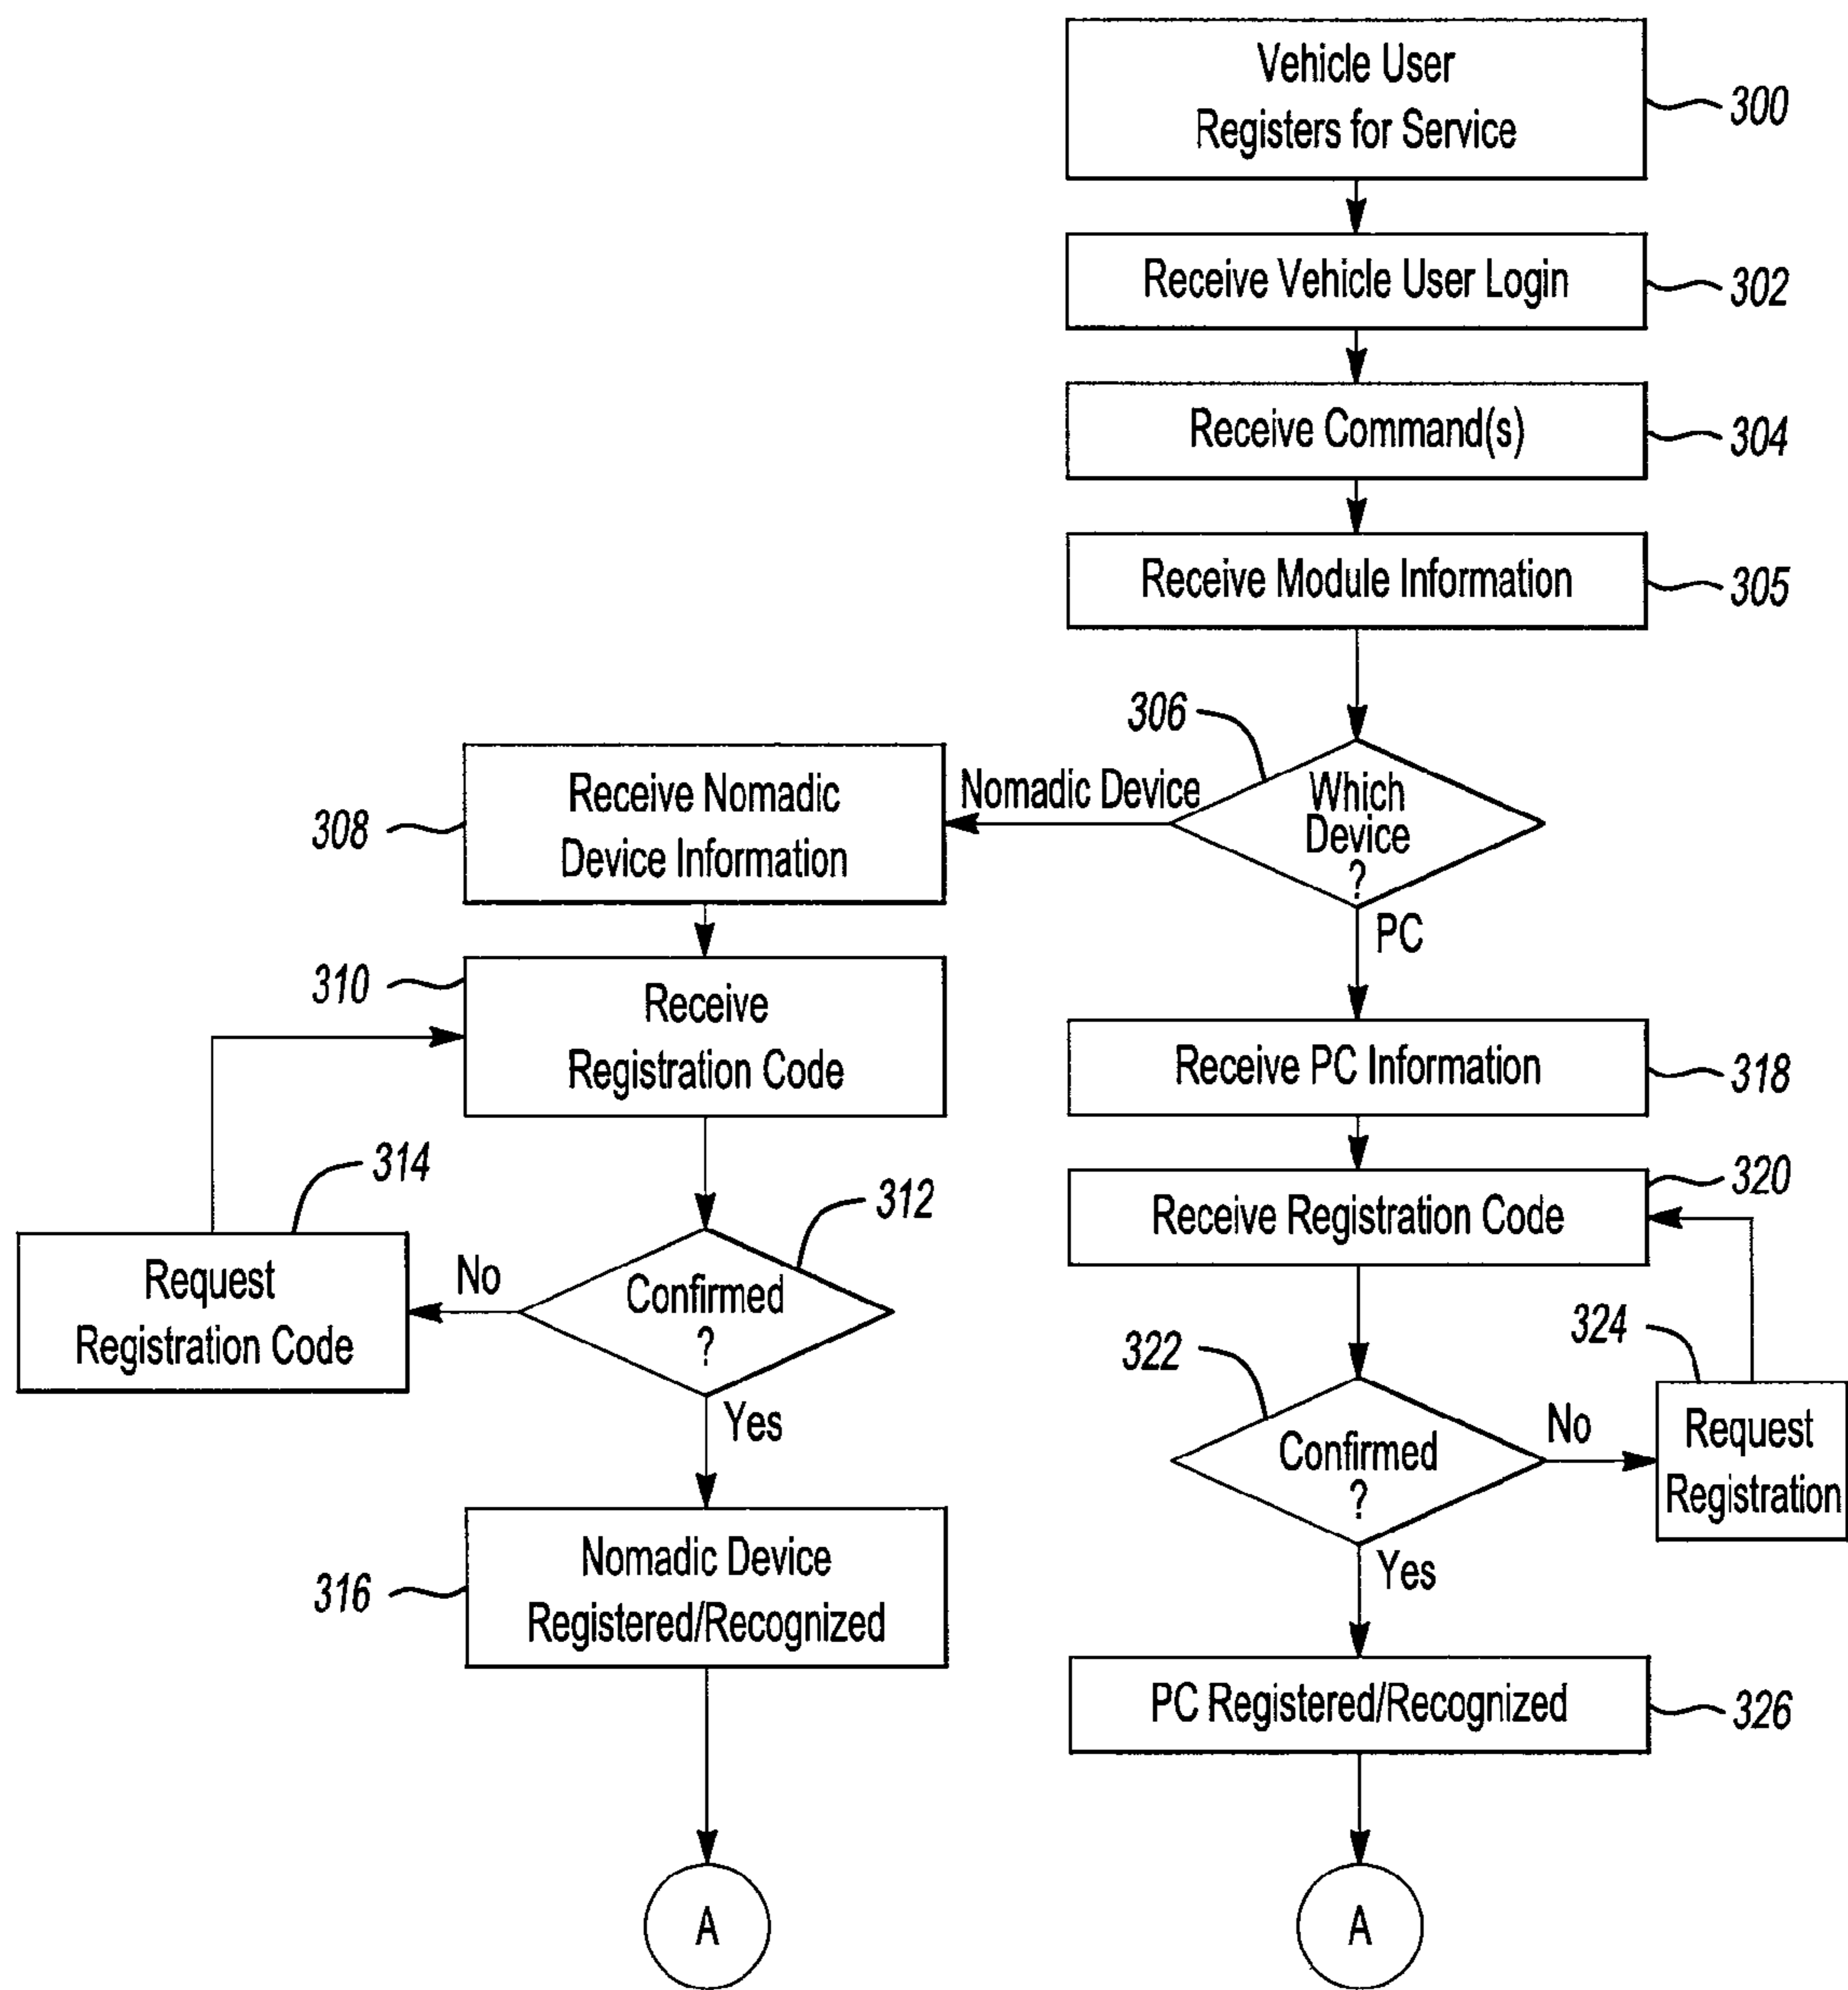 Vehicle User
Registers for Service
300
Receive Vehicle User Login
302
Receive Command(s)
304
Receive Module Information
305
306
Which
Device
?
Nomadic Device
PC
308
Receive Nomadic
Device Information
310
Receive
Registration Code
314
Request
Registration Code
312
Confirmed
?
No
Yes
316
Nomadic Device
Registered/Recognized
A
Receive PC Information
318
Receive Registration Code
320
322
Confirmed
?
No
324
Request
Registration
Yes
PC Registered/Recognized
326
A